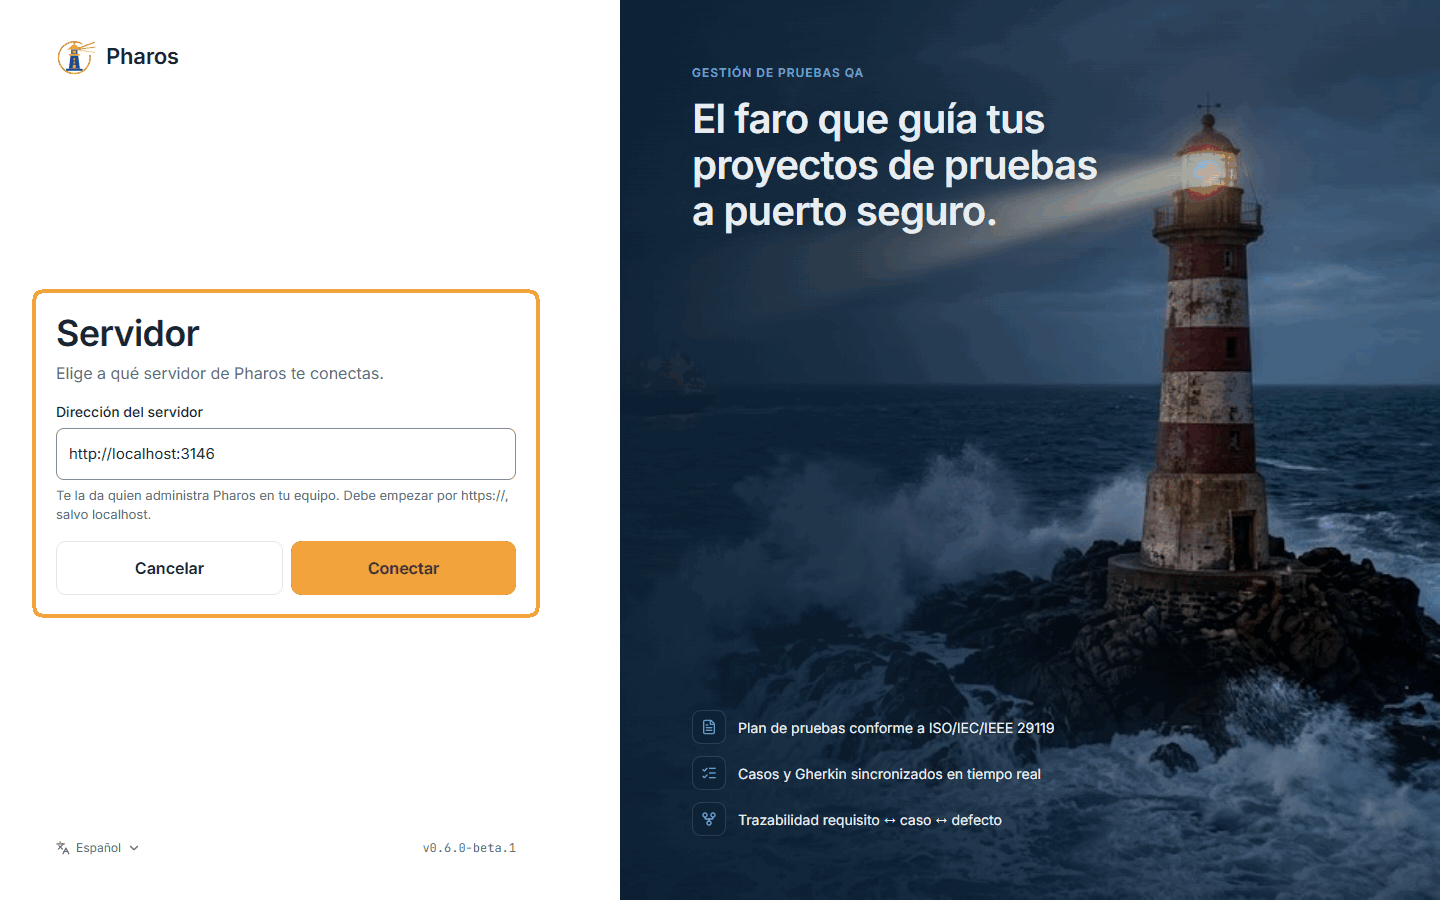 Pharos
Servidor
Elige a qué servidor de Pharos te conectas.
Dirección del servidor
http://localhost:3146
Te la da quien administra Pharos en tu equipo. Debe empezar por https://,
salvo localhost.
Cancelar
Conectar
Español
v0.6.0-beta.1
GESTIÓN DE PRUEBAS QA
El faro que guía tus
proyectos de pruebas
a puerto seguro.
Plan de pruebas conforme a ISO/IEC/IEEE 29119
Casos y Gherkin sincronizados en tiempo real
Trazabilidad requisito ↔ caso ↔ defecto